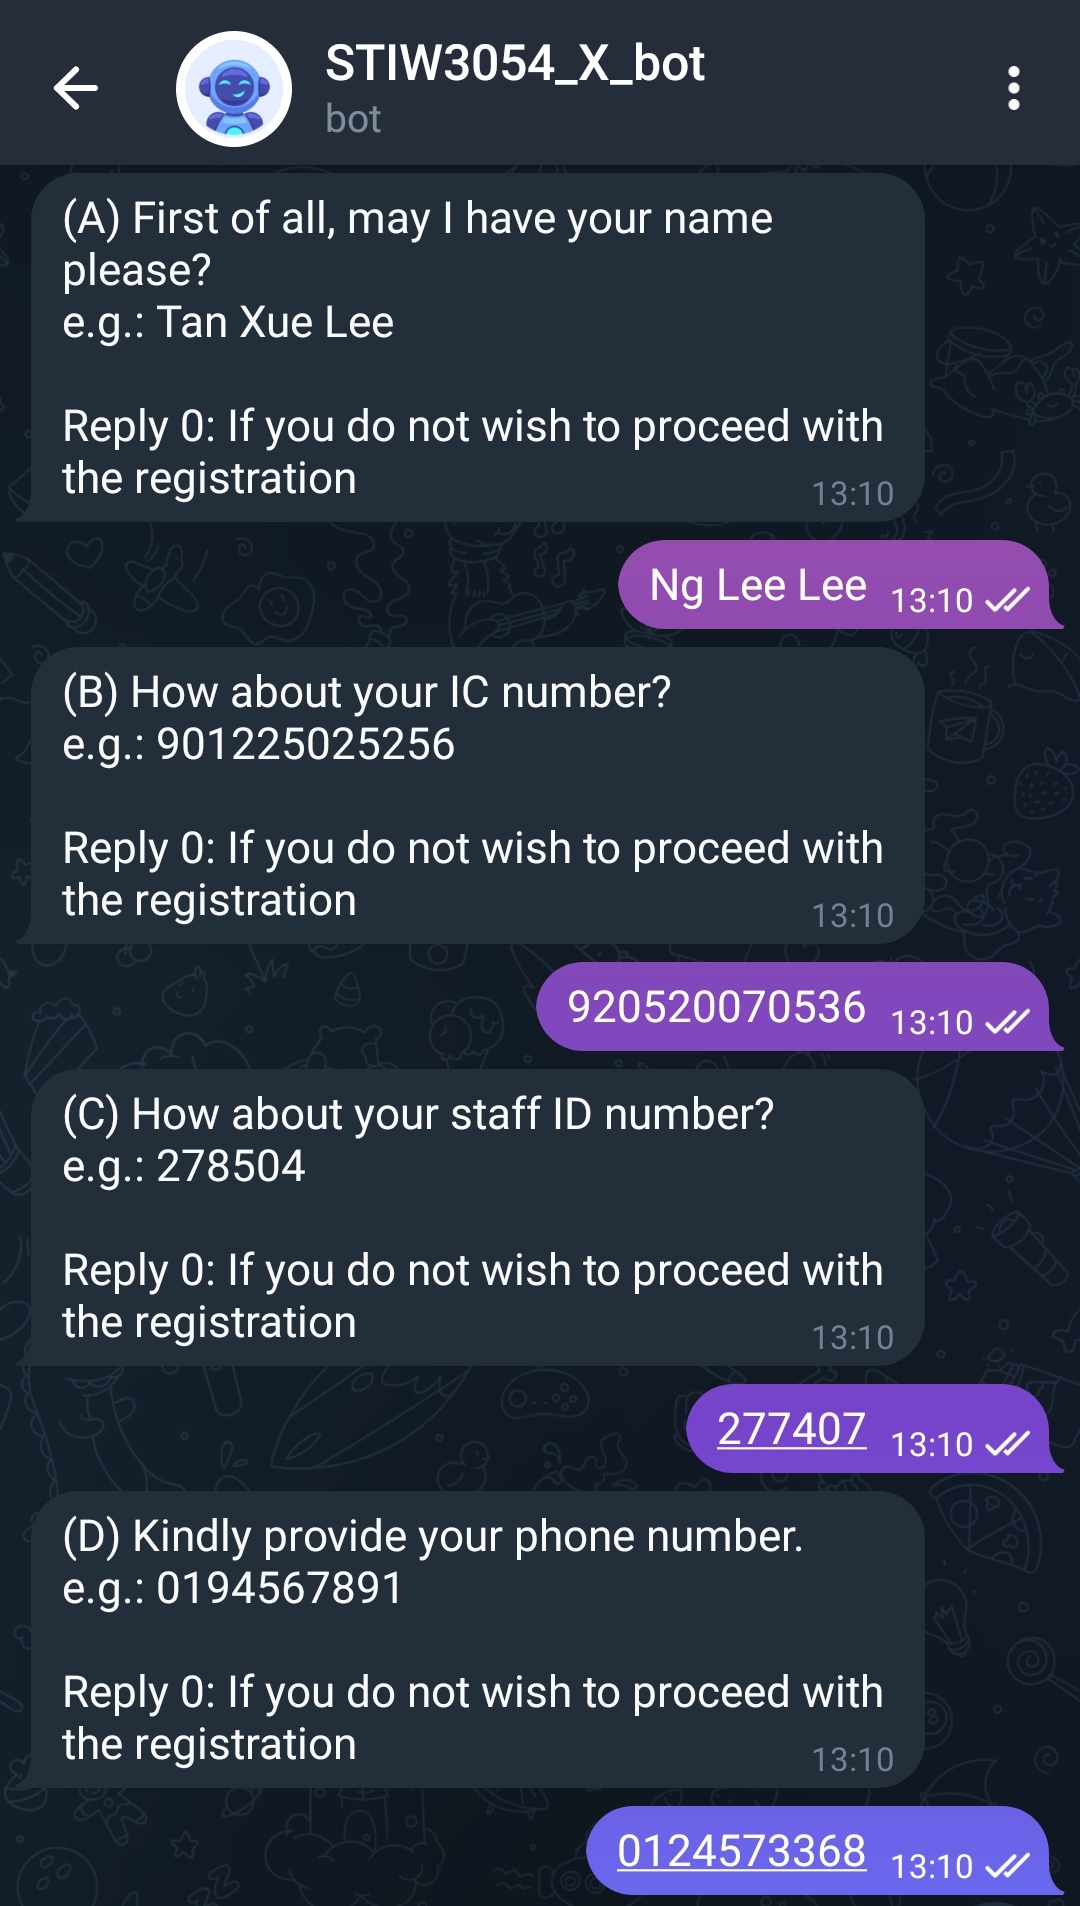 STIW3054_X_bot
bot
(A) First of all, may I have your name
please?
e.g.: Tan Xue Lee
Reply 0: If you do not wish to proceed with
the registration
13:10
Ng Lee Lee 13:10
(B) How about your IC number?
e.g.: 901225025256
Reply 0: If you do not wish to proceed with
the registration
13:10
920520070536 13:10
(C) How about your staff ID number?
e.g.: 278504
Reply 0: If you do not wish to proceed with
the registration
13:10
277407 13:10
(D) Kindly provide your phone number.
e.g.: 0194567891
Reply 0: If you do not wish to proceed with
the registration
13:10
0124573368 13:10